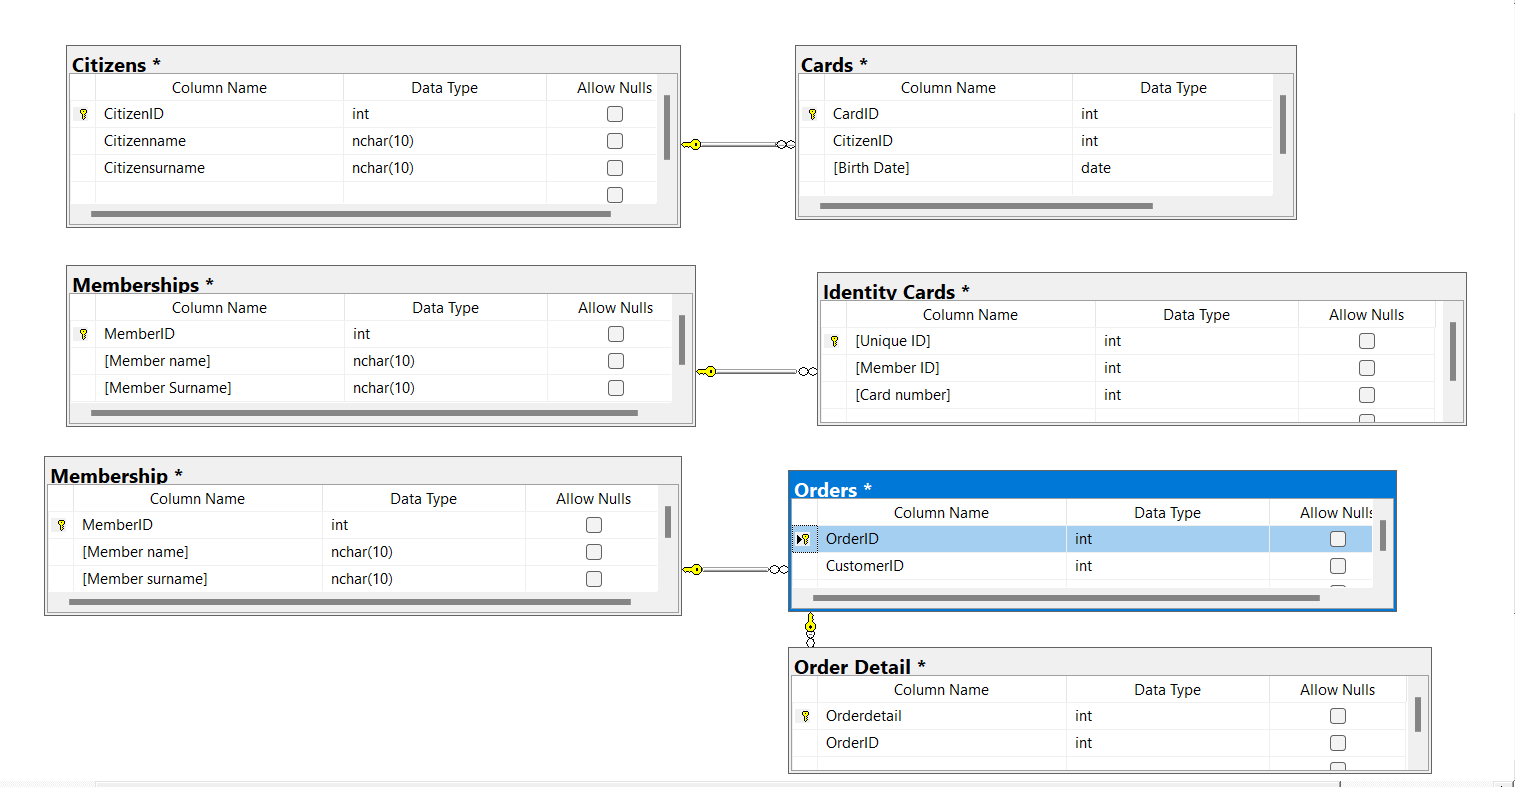 Citizens *
Column Name Data Type Allow Nulls
CitizenID int
Citizenname nchar(10)
Citizensurname nchar(10)
Cards *
Column Name Data Type
CardID int
CitizenID int
[Birth Date] date
Memberships *
Column Name Data Type Allow Nulls
MemberID int
[Member name] nchar(10)
[Member Surname] nchar(10)
Identity Cards *
Column Name Data Type Allow Nulls
[Unique ID] int
[Member ID] int
[Card number] int
Membership *
Column Name Data Type Allow Nulls
MemberID int
[Member name] nchar(10)
[Member surname] nchar(10)
Orders *
Column Name Data Type Allow Nulls
OrderID int
CustomerID int
Order Detail *
Column Name Data Type Allow Nulls
Orderdetail int
OrderID int